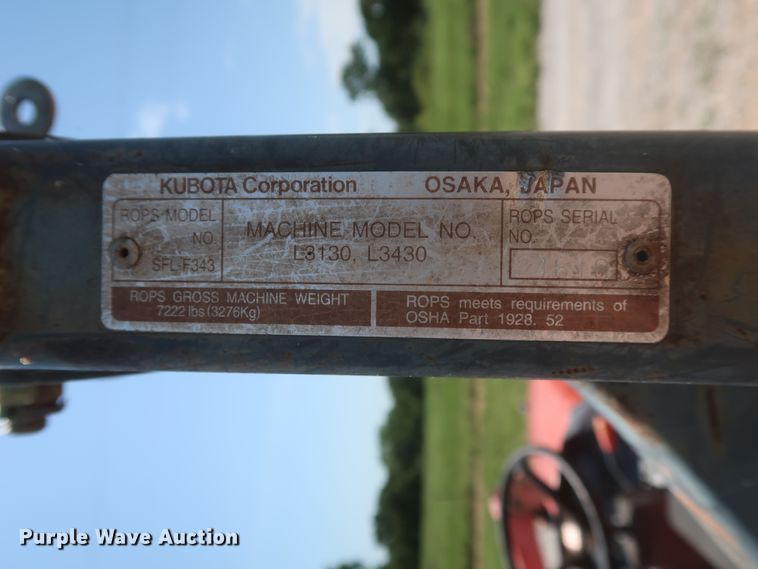 KUBOTA Corporation OSAKA, JAPAN
ROPS MODEL NO. SFL-F343
MACHINE MODEL NO.
L3130, L3430
ROPS SERIAL NO.
ROPS GROSS MACHINE WEIGHT
7222 lbs (3276Kg)
ROPS meets requirements of
OSHA Part 1928. 52
Purple Wave Auction